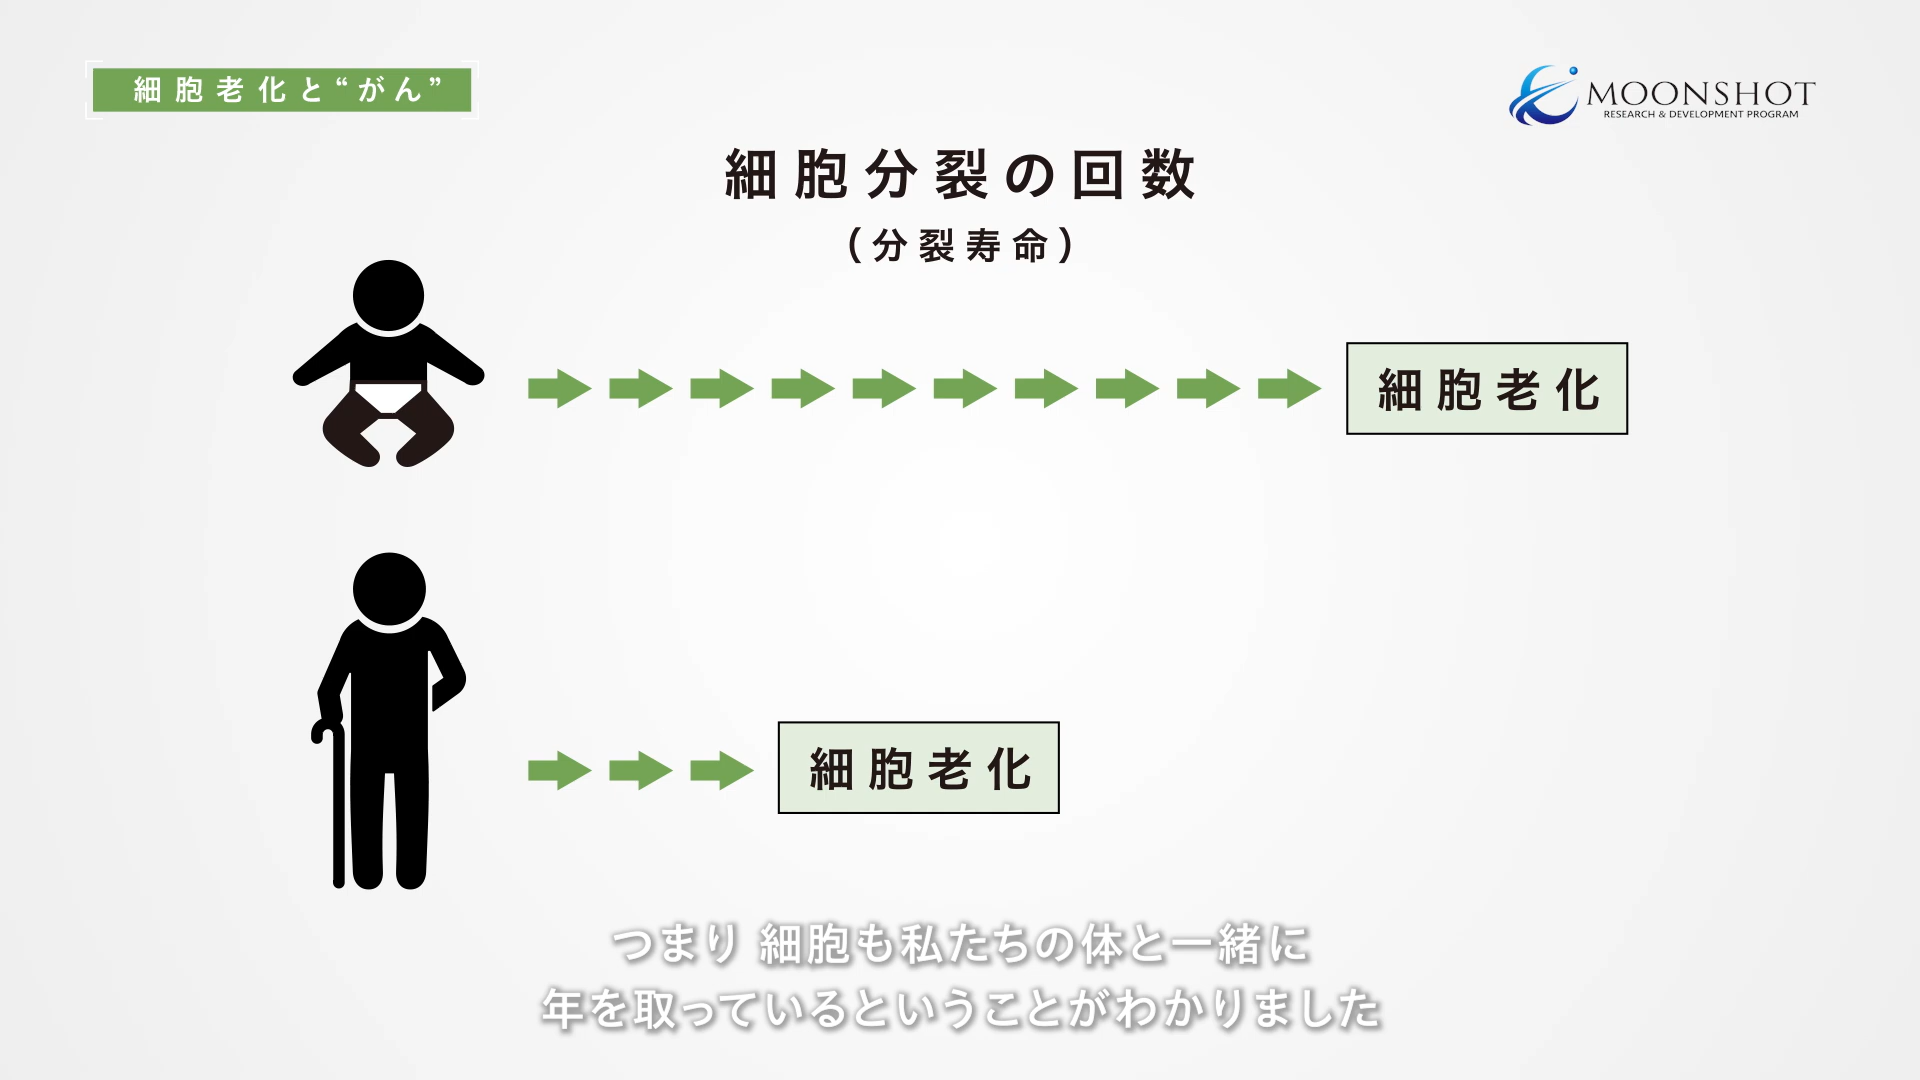 細胞老化と“がん”
MOONSHOT
RESEARCH & DEVELOPMENT PROGRAM
細胞分裂の回数
(分裂寿命)
細胞老化
細胞老化
つまり 細胞も私たちの体と一緒に
年を取っているということがわかりました